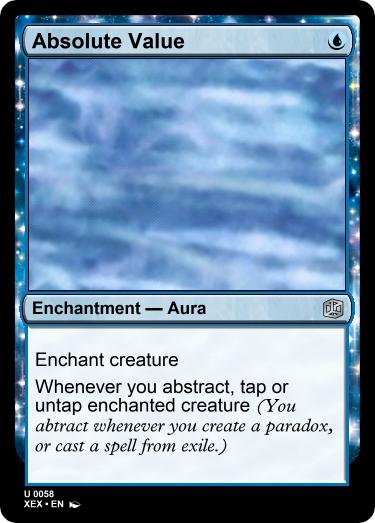 Absolute Value
Enchantment — Aura
Enchant creature
Whenever you abstract, tap or
untap enchanted creature (You
abtract whenever you create a paradox,
or cast a spell from exile.)
U 0058
XEX • EN